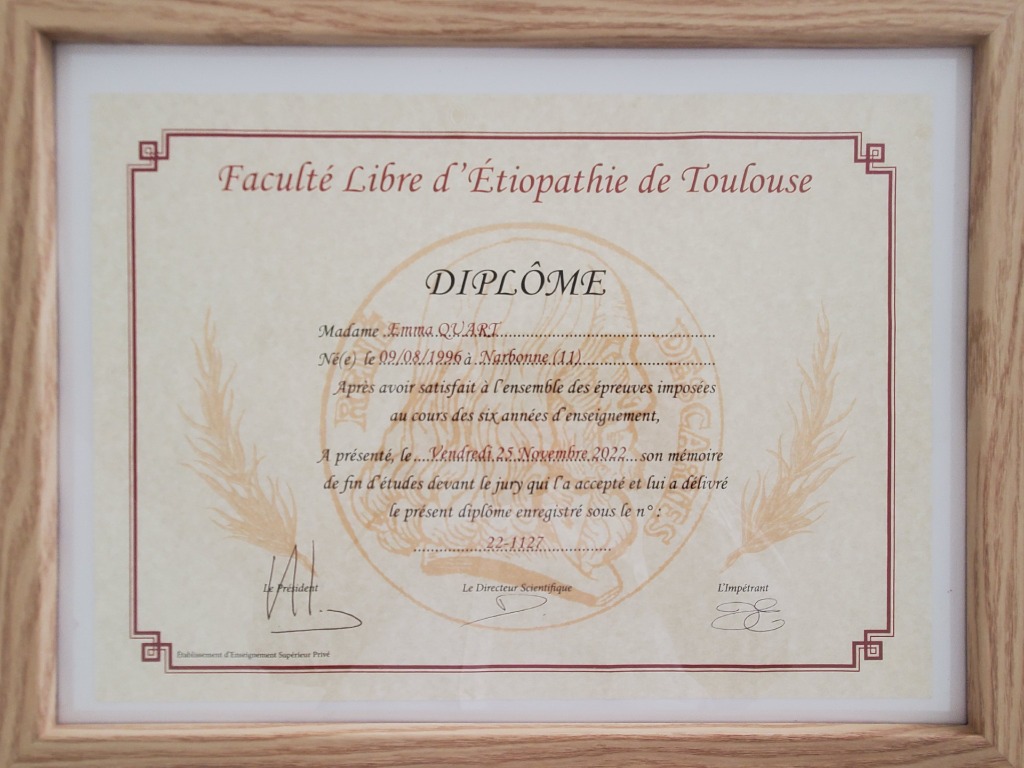 Faculté Libre d'Étiopathie de Toulouse
DIPLÔME
Madame Emma QUART
Né(e) le 09/08/1996 à Narbonne (11)
Après avoir satisfait à l'ensemble des épreuves imposées
au cours des six années d'enseignement,
A présenté, le Vendredi 25 Novembre 2022 son mémoire
de fin d'études devant le jury qui l'a accepté et lui a délivré
le présent diplôme enregistré sous le n° :
22-1127
Le Président Le Directeur Scientifique L'Impétrant
Établissement d'Enseignement Supérieur Privé
RENE DESCARTES